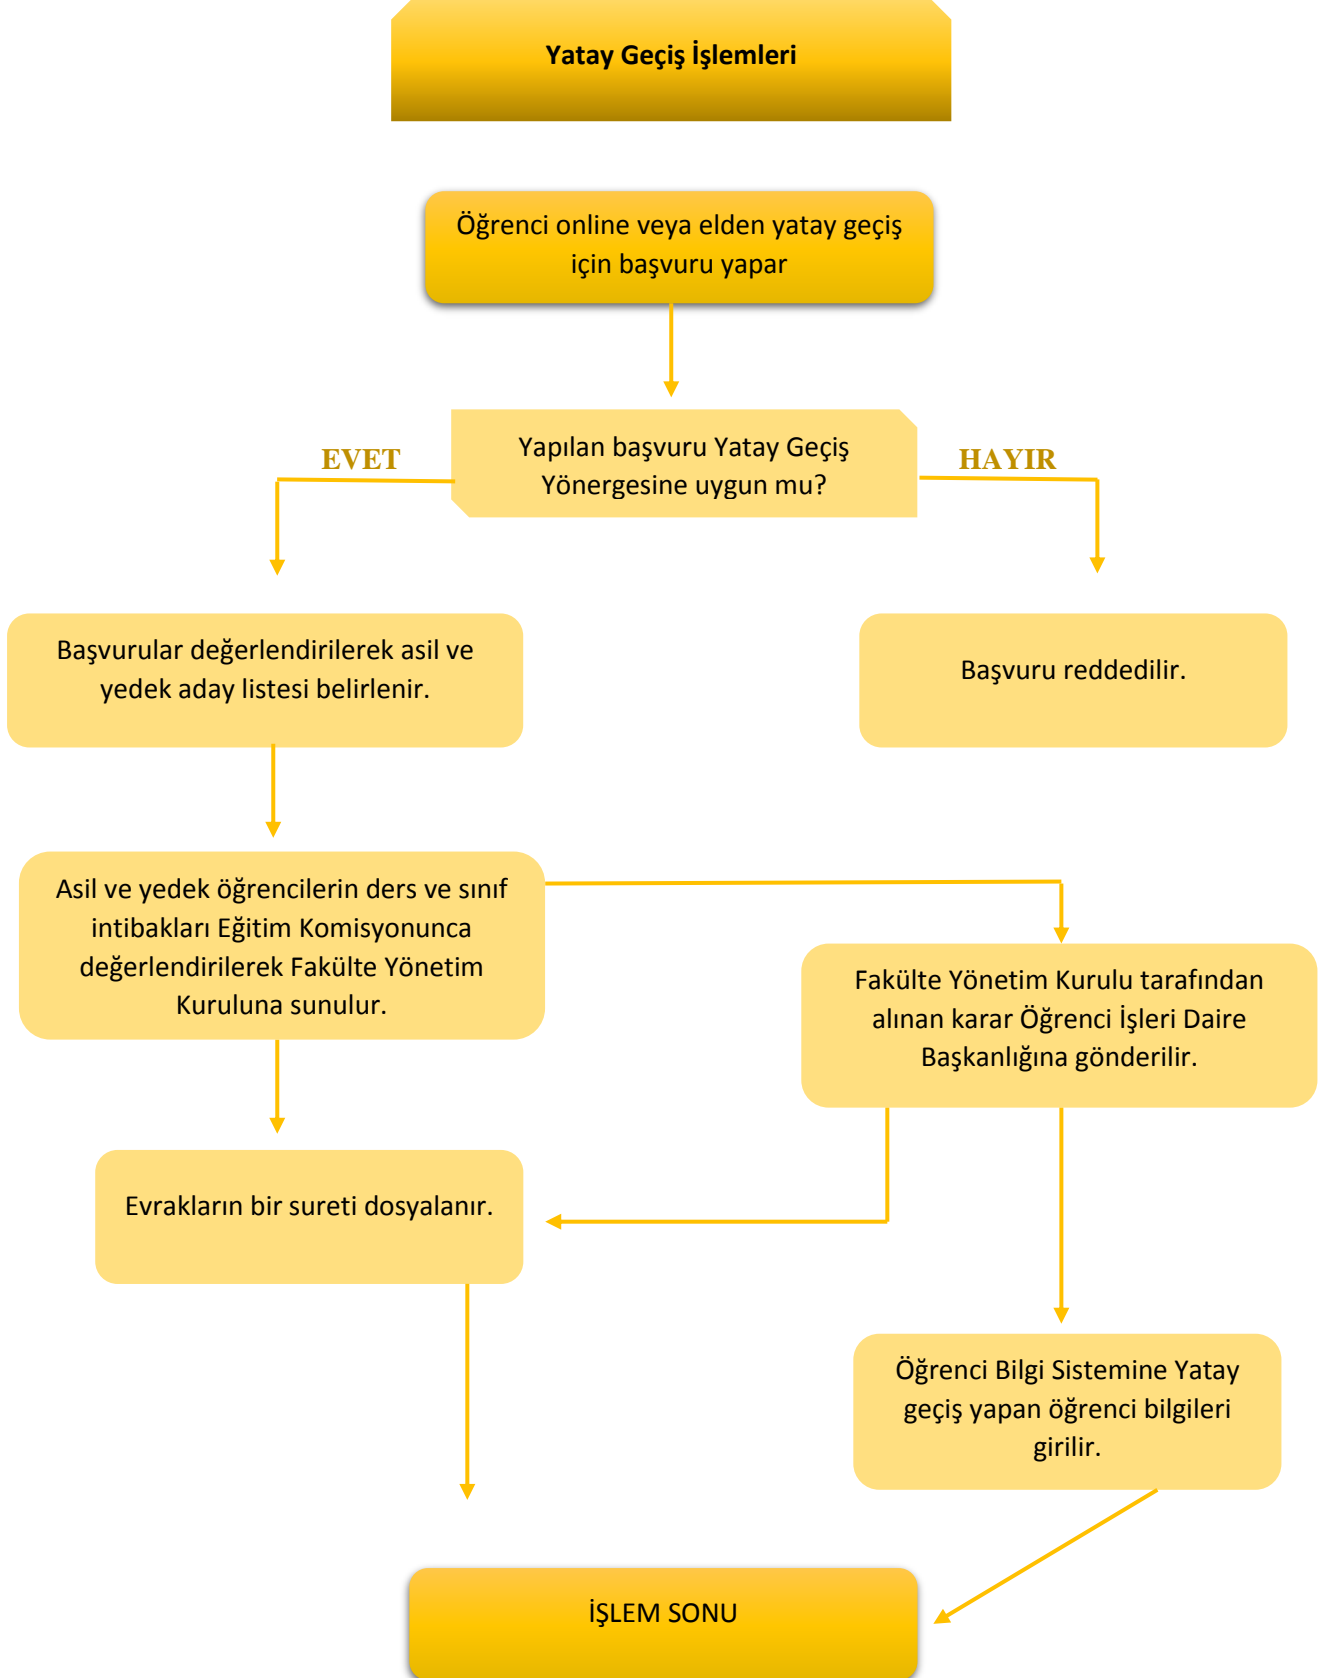 Yatay Geçiş İşlemleri
Öğrenci online veya elden yatay geçiş
için başvuru yapar
Yapılan başvuru Yatay Geçiş
Yönergesine uygun mu?
EVET
HAYIR
Başvurular değerlendirilerek asil ve
yedek aday listesi belirlenir.
Başvuru reddedilir.
Asil ve yedek öğrencilerin ders ve sınıf
intibakları Eğitim Komisyonunca
değerlendirilerek Fakülte Yönetim
Kuruluna sunulur.
Fakülte Yönetim Kurulu tarafından
alınan karar Öğrenci İşleri Daire
Başkanlığına gönderilir.
Evrakların bir sureti dosyalanır.
Öğrenci Bilgi Sistemine Yatay
geçiş yapan öğrenci bilgileri
girilir.
İŞLEM SONU